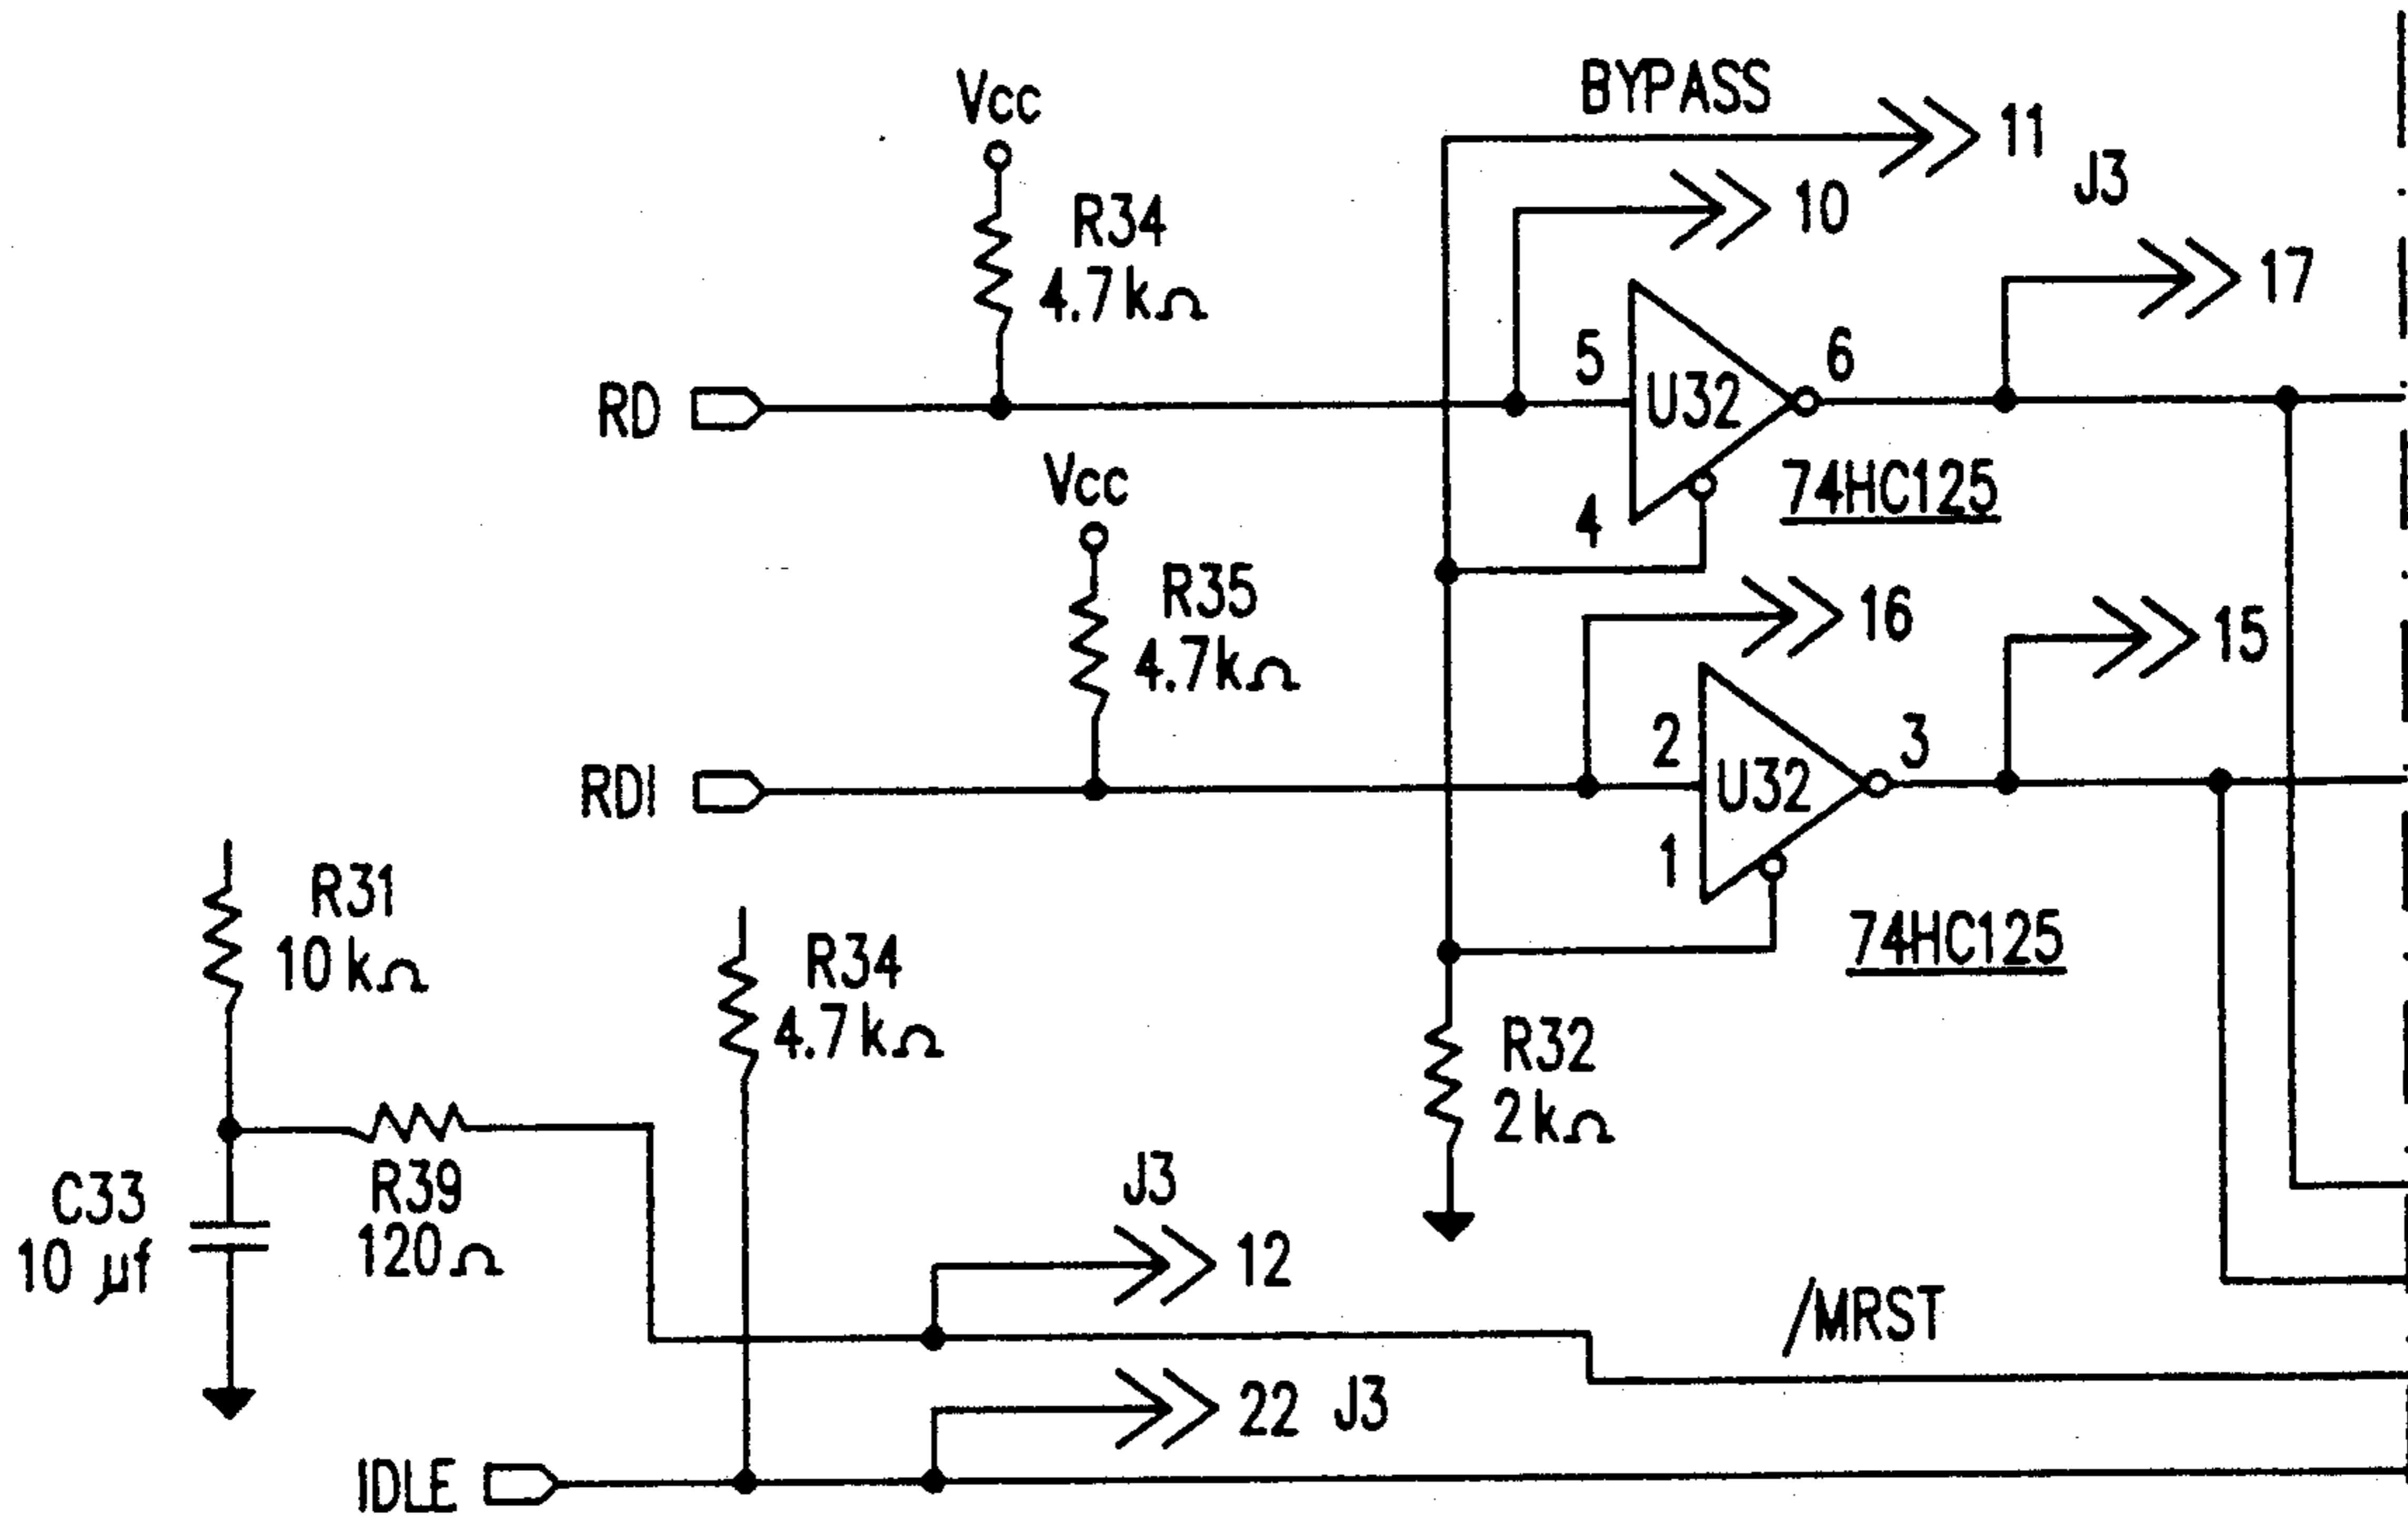 BYPASS
Vcc
11
J3
10
R34
4.7kΩ
17
5
6
U32
RD
Vcc
74HC125
4
R35
4.7kΩ
16
15
2
3
U32
RDI
1
R31
10kΩ
R34
4.7kΩ
74HC125
R32
2kΩ
C33
10 µf
R39
120Ω
J3
12
/MRST
22 J3
IDLE